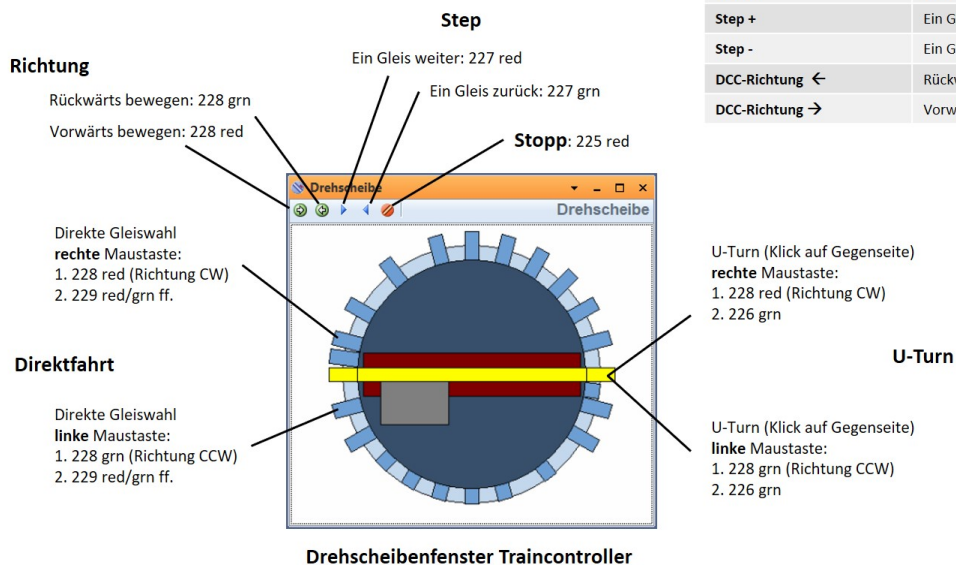 Step
Step +
Ein G
Step -
Ein G
DCC-Richtung ←
Rückw
DCC-Richtung →
Vorw
Richtung
Ein Gleis weiter: 227 red
Ein Gleis zurück: 227 grn
Rückwärts bewegen: 228 grn
Vorwärts bewegen: 228 red
Stopp: 225 red
Drehscheibe
Drehscheibe
Direkte Gleiswahl
rechte Maustaste:
1. 228 red (Richtung CW)
2. 229 red/grn ff.
U-Turn (Klick auf Gegenseite)
rechte Maustaste:
1. 228 red (Richtung CW)
2. 226 grn
Direktfahrt
U-Turn
Direkte Gleiswahl
linke Maustaste:
1. 228 grn (Richtung CCW)
2. 229 red/grn ff.
U-Turn (Klick auf Gegenseite)
linke Maustaste:
1. 228 grn (Richtung CCW)
2. 226 grn
Drehscheibenfenster Traincontroller